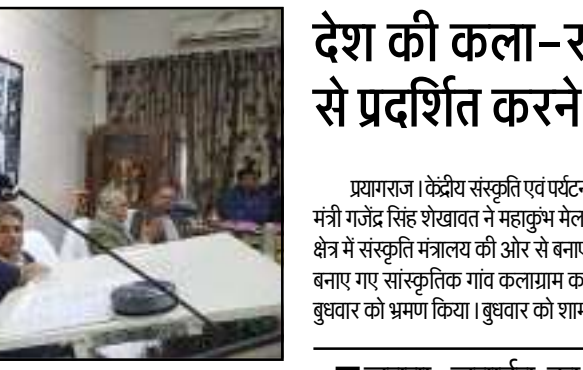 देश की कला-
से प्रदर्शित करने
प्रयागराज। केंद्रीय संस्कृति एवं पर्यटन
मंत्री गजेंद्र सिंह शेखावत ने महाकुंभ मेला
क्षेत्र में संस्कृति मंत्रालय की ओर से
बनाए गए सांस्कृतिक गांव कलाग्राम
बुधवार को भ्रमण किया। बुधवार को